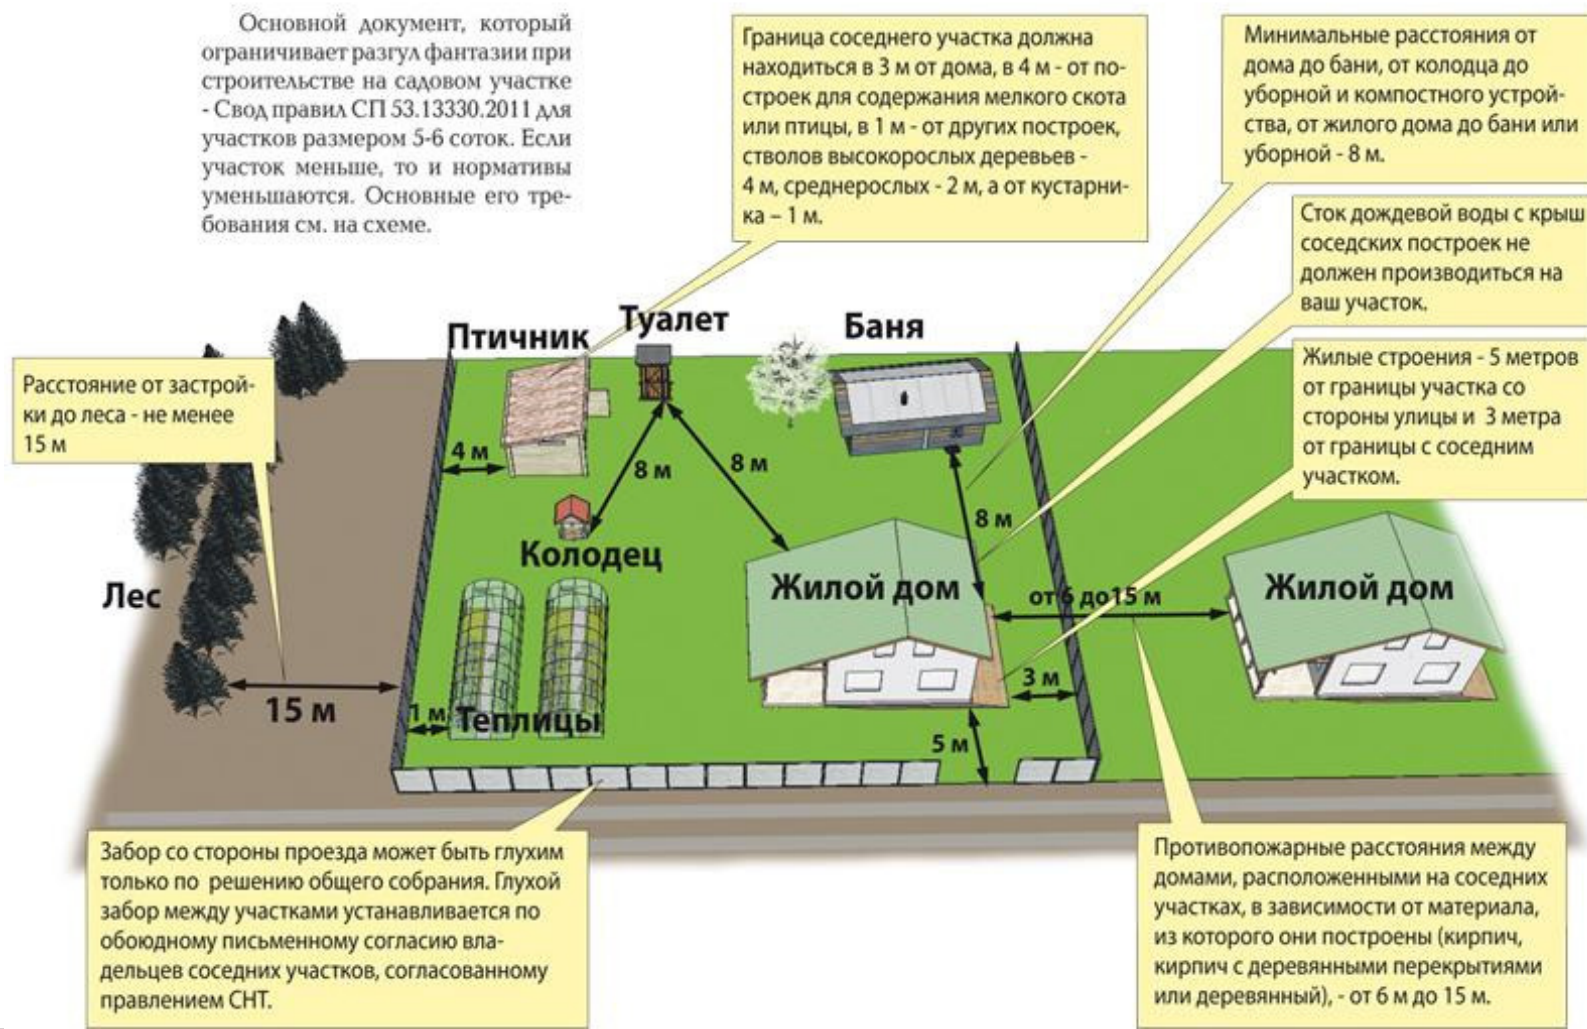 Основной документ, который
ограничивает разгул фантазии при
строительстве на садовом участке
- Свод правил СП 53.13330.2011 для
участков размером 5-6 соток. Если
участок меньше, то и нормативы
уменьшаются. Основные его тре-
бования см. на схеме.
Граница соседнего участка должна
находиться в 3 м от дома, в 4 м - от по-
строек для содержания мелкого скота
или птицы, в 1 м - от других построек,
стволов высокорослых деревьев -
4 м, среднерослых - 2 м, а от кустарни-
ка – 1 м.
Минимальные расстояния от
дома до бани, от колодца до
уборной и компостного устрой-
ства, от жилого дома до бани или
уборной - 8 м.
Сток дождевой воды с крыш
соседских построек не
должен производиться на
ваш участок.
Жилые строения - 5 метров
от границы участка со
стороны улицы и 3 метра
от границы с соседним
участком.
Расстояние от застрой-
ки до леса - не менее
15 м
Птичник
Туалет
Баня
4 м
8 м
8 м
8 м
Колодец
Лес
Жилой дом
от 6 до 15 м
Жилой дом
15 м
1 м
Теплицы
3 м
5 м
Забор со стороны проезда может быть глухим
только по решению общего собрания. Глухой
забор между участками устанавливается по
обоюдному письменному согласию вла-
дельцев соседних участков, согласованному
правлением СНТ.
Противопожарные расстояния между
домами, расположенными на соседних
участках, в зависимости от материала,
из которого они построены (кирпич,
кирпич с деревянными перекрытиями
или деревянный), - от 6 м до 15 м.